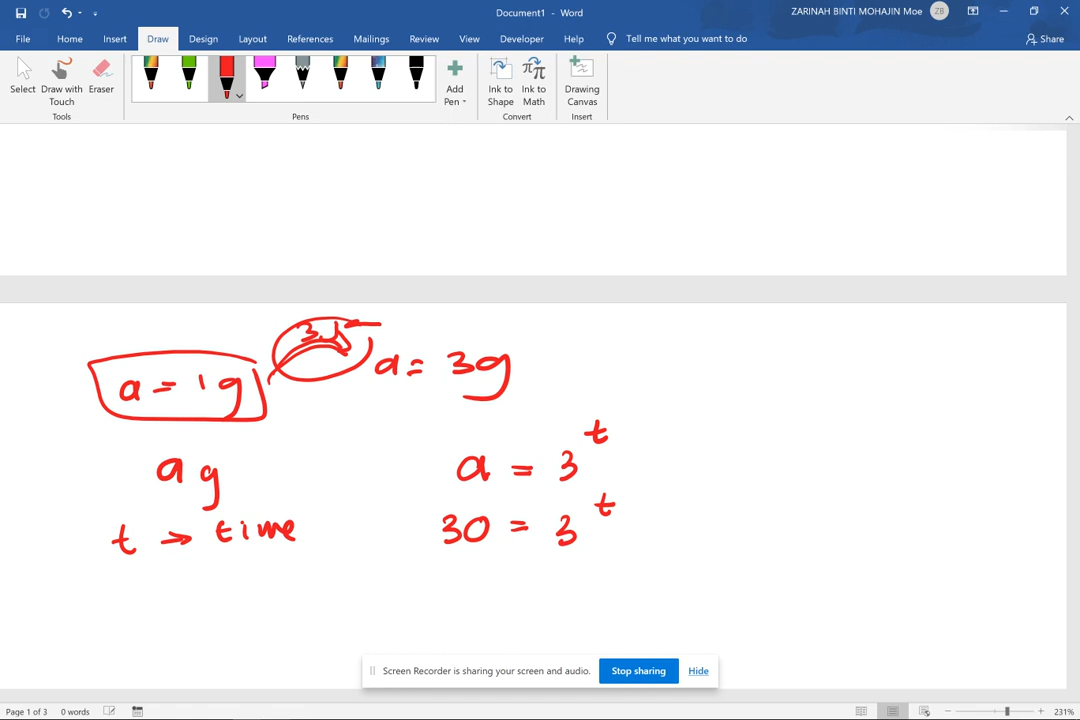 Document1 - Word
ZARINAH BINTI MOHAJIN Moe
ZB
File Home Insert Draw Design Layout References Mailings Review View Developer Help Tell me what you want to do Share
Select Draw with Touch Eraser
Add Pen
Ink to Shape Ink to Math Drawing Canvas
Tools Pens Convert Insert
a = 1g a = 3g
a g a = 3^t
t → time 30 = 3^t
Screen Recorder is sharing your screen and audio. Stop sharing Hide
Page 1 of 3 0 words 231%